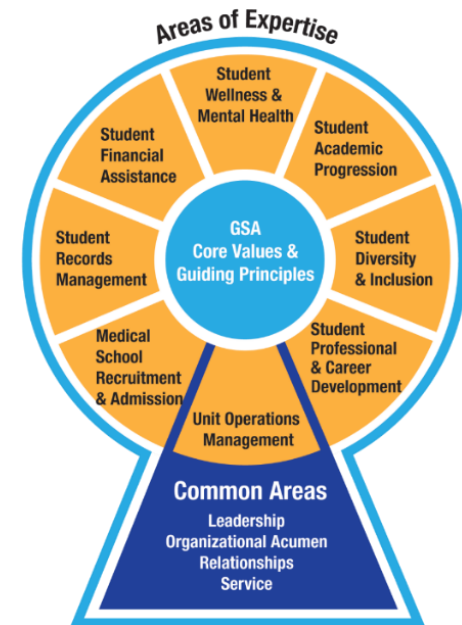 Areas of Expertise
Student
Wellness &
Mental Health
Student
Academic
Progression
Student
Diversity
& Inclusion
Student
Professional
& Career
Development
Unit Operations
Management
Medical
School
Recruitment
& Admission
Student
Records
Management
Student
Financial
Assistance
GSA
Core Values &
Guiding Principles
Common Areas
Leadership
Organizational Acumen
Relationships
Service